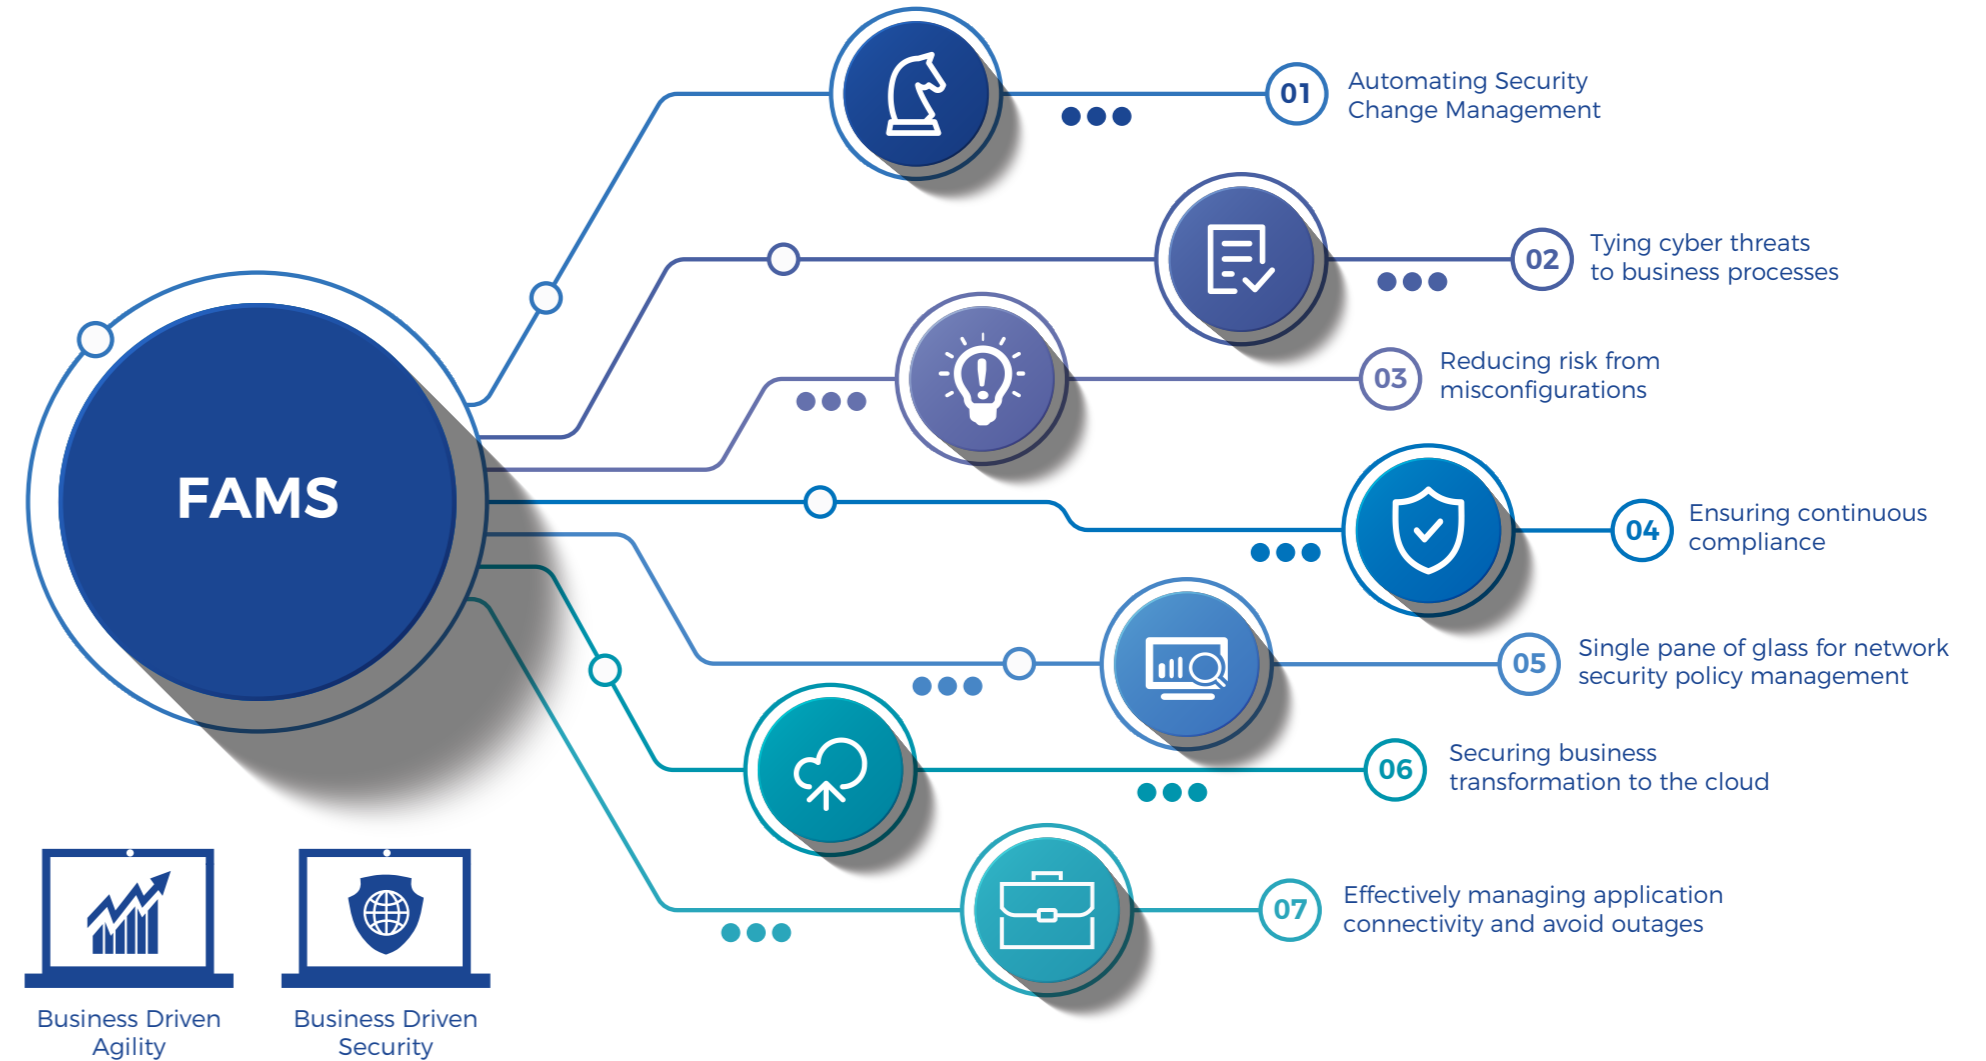 FAMS
01
Automating Security
Change Management
02
Tying cyber threats
to business processes
03
Reducing risk from
misconfigurations
04
Ensuring continuous
compliance
05
Single pane of glass for network
security policy management
06
Securing business
transformation to the cloud
07
Effectively managing application
connectivity and avoid outages
Business Driven
Agility
Business Driven
Security